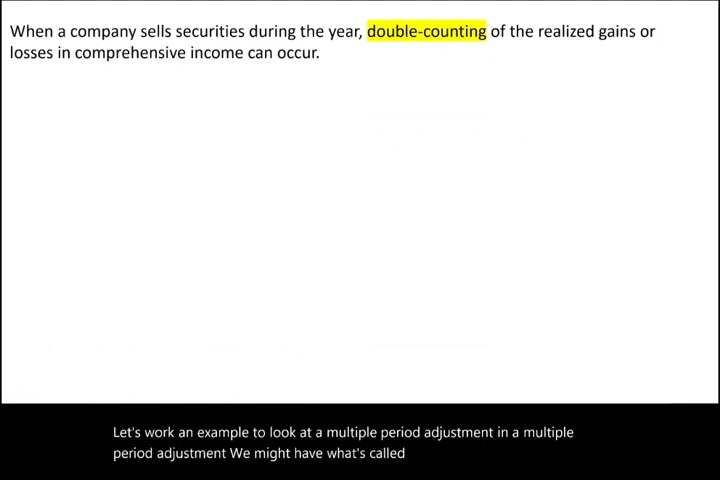 When a company sells securities during the year, double-counting of the realized gains or
losses in comprehensive income can occur.
Let's work an example to look at a multiple period adjustment in a multiple
period adjustment We might have what's called